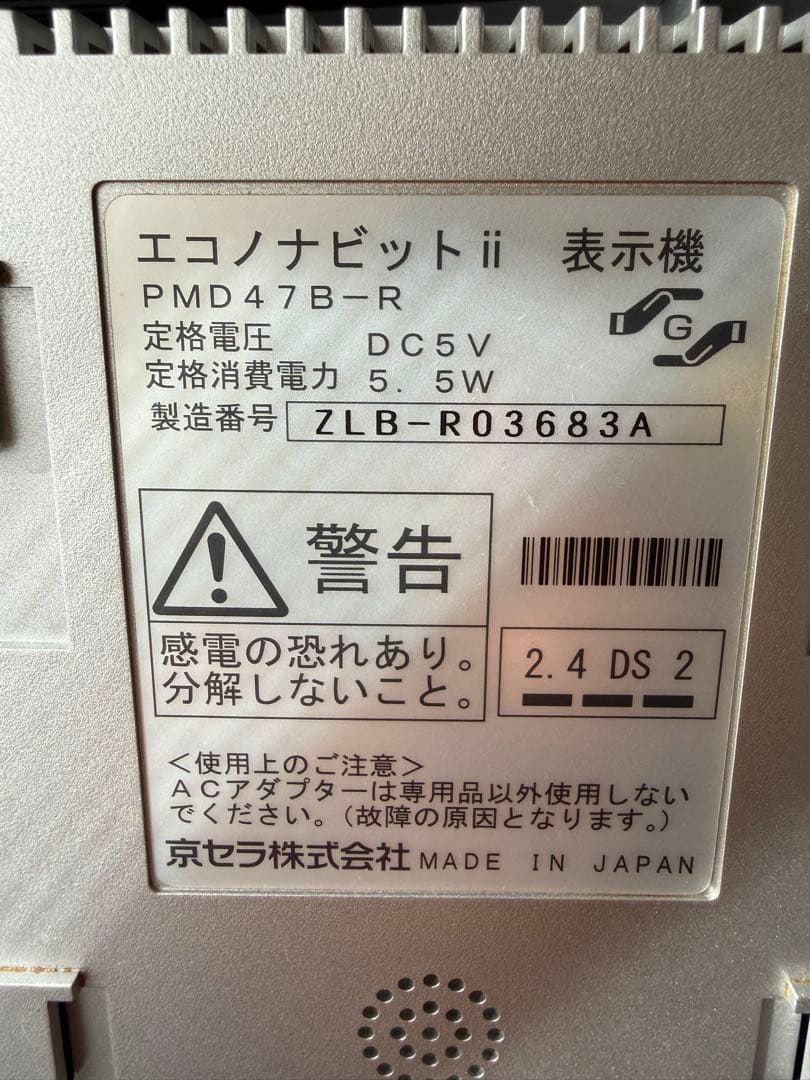 エコノナビットii 表示機
PMD47B-R
G
定格電圧 DC5V
定格消費電力 5.5W
製造番号 ZLB-R03683A
警告
感電の恐れあり。
分解しないこと。
2.4 DS 2
<使用上のご注意>
ACアダプターは専用品以外使用しない
でください。(故障の原因となります。)
京セラ株式会社 MADE IN JAPAN